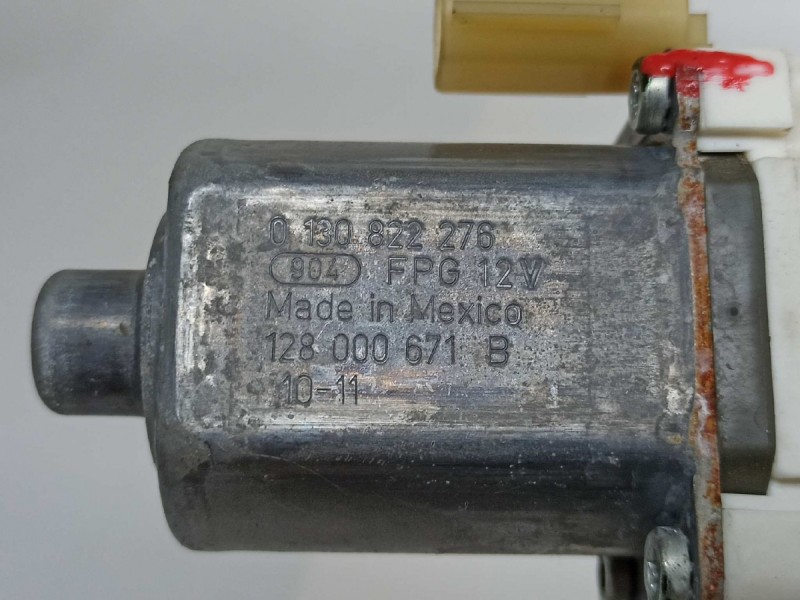 0 130 822 276
904 FPG 12V
Made in Mexico
128 000 671 B
10-11